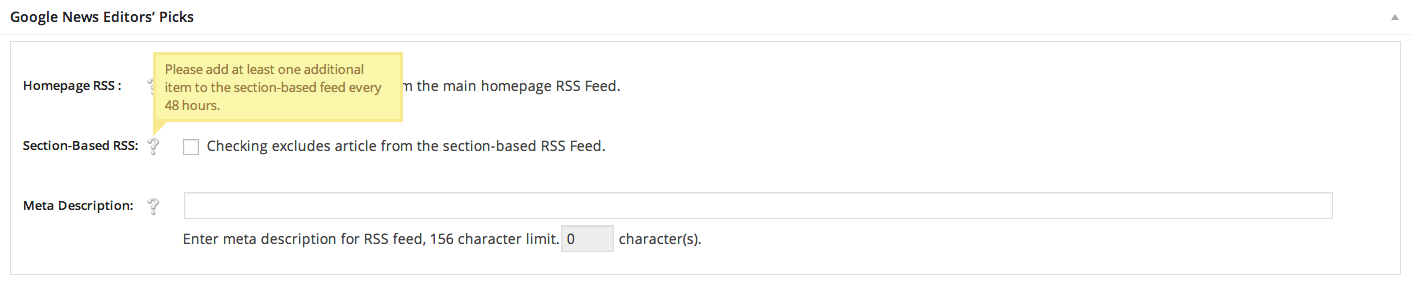 Google News Editors’ Picks
Please add at least one additional
item to the section-based feed every
48 hours.
Homepage RSS :
the main homepage RSS Feed.
Section-Based RSS:
Checking excludes article from the section-based RSS Feed.
Meta Description:
Enter meta description for RSS feed, 156 character limit. 0 character(s).